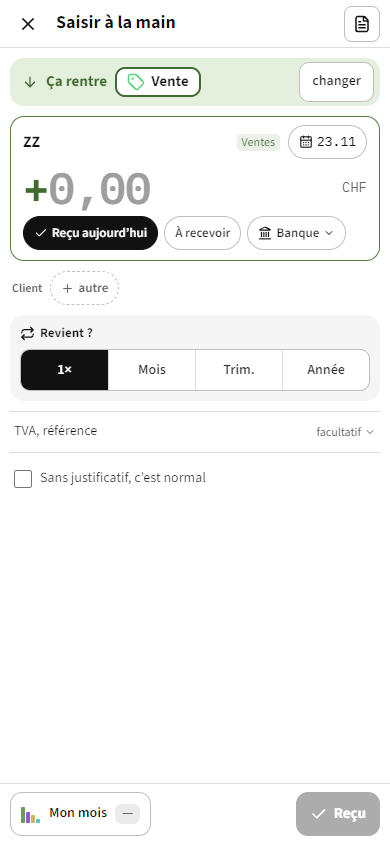 Saisir à la main
Ça rentre Vente changer
ZZ Ventes 23.11
+0,00 CHF
Reçu aujourd'hui À recevoir Banque
Client + autre
Revient ?
1× Mois Trim. Année
TVA, référence facultatif
Sans justificatif, c'est normal
Mon mois — Reçu